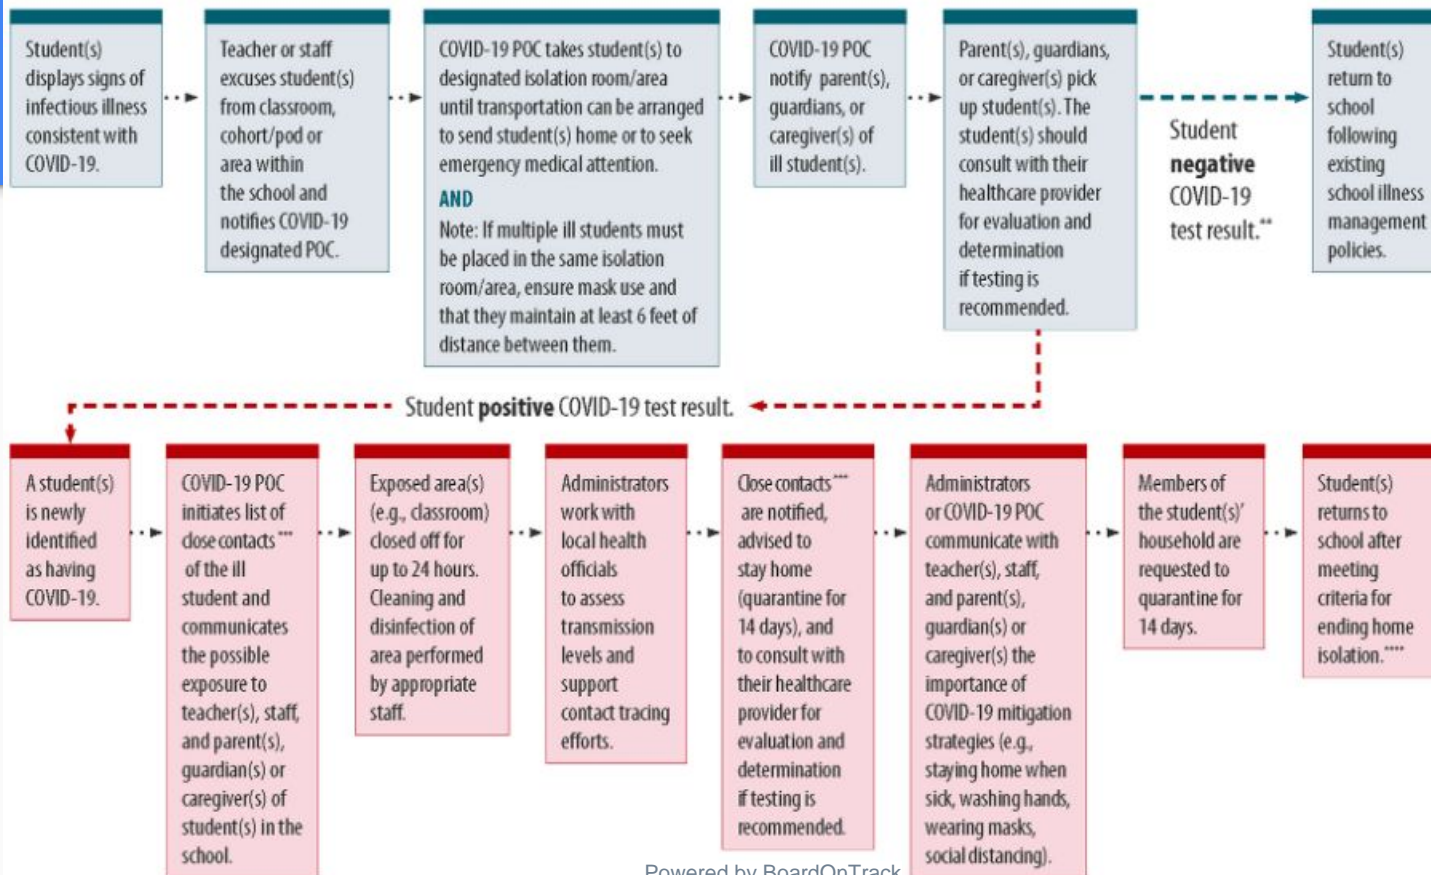 Student(s)
displays signs of
infectious illness
consistent with
COVID-19.
Teacher or staff
excuses student(s)
from classroom,
cohort/pod or
area within
the school and
notifies COVID-19
designated POC.
COVID-19 POC takes student(s) to
designated isolation room/area
until transportation can be arranged
to send student(s) home or to seek
emergency medical attention.
AND
Note: If multiple ill students must
be placed in the same isolation
room/area, ensure mask use and
that they maintain at least 6 feet of
distance between them.
COVID-19 POC
notify parent(s),
guardians, or
caregiver(s) of
ill student(s).
Parent(s), guardians,
or caregiver(s) pick
up student(s). The
student(s) should
consult with their
healthcare provider
for evaluation and
determination
if testing is
recommended.
Student
negative
COVID-19
test result.**
Student(s)
return to
school
following
existing
school illness
management
policies.
Student positive COVID-19 test result.
A student(s)
is newly
identified
as having
COVID-19.
COVID-19 POC
initiates list of
close contacts***
of the ill
student and
communicates
the possible
exposure to
teacher(s), staff,
and parent(s),
guardian(s) or
caregiver(s) of
student(s) in the
school.
Exposed area(s)
(e.g., classroom)
closed off for
up to 24 hours.
Cleaning and
disinfection of
area performed
by appropriate
staff.
Administrators
work with
local health
officials
to assess
transmission
levels and
support
contact tracing
efforts.
Close contacts***
are notified,
advised to
stay home
(quarantine for
14 days), and
to consult with
their healthcare
provider for
evaluation and
determination
if testing is
recommended.
Administrators
or COVID-19 POC
communicate with
teacher(s), staff,
and parent(s),
guardian(s) or
caregiver(s) the
importance of
COVID-19 mitigation
strategies (e.g.,
staying home when
sick, washing hands,
wearing masks,
social distancing).
Members of
the student(s)'
household are
requested to
quarantine for
14 days.
Student(s)
returns to
school after
meeting
criteria for
ending home
isolation.****
Powered by BoardOnTrack